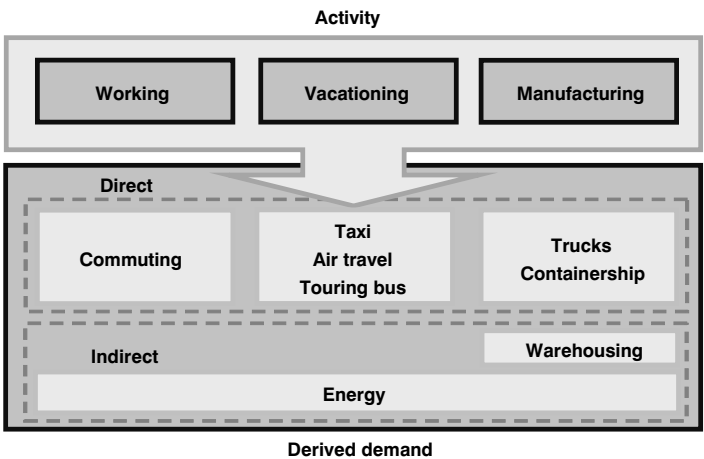 Activity
Working
Vacationing
Manufacturing
Direct
Commuting
Taxi
Air travel
Touring bus
Trucks
Containership
Indirect
Warehousing
Energy
Derived demand